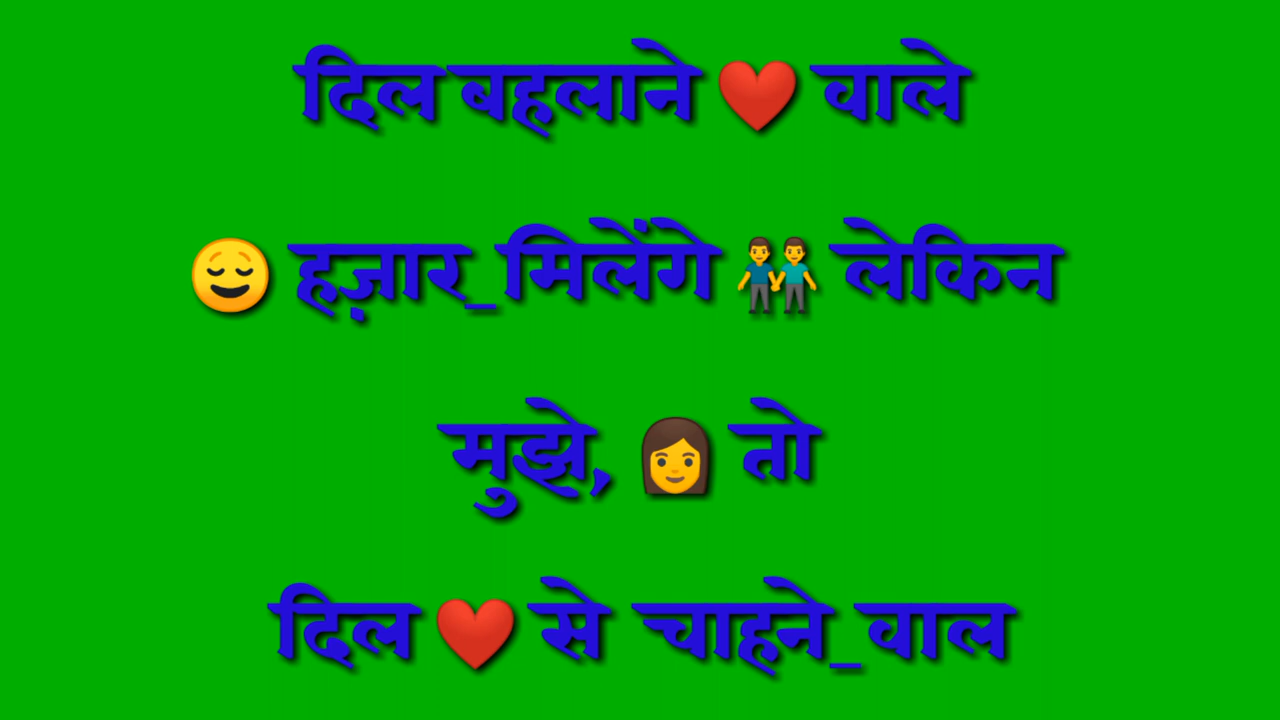 दिल बहलाने ❤️ वाले
😌 हज़ार_मिलेंगे 👬 लेकिन
मुझे, 👩 तो
दिल ❤️ से चाहने_वाल